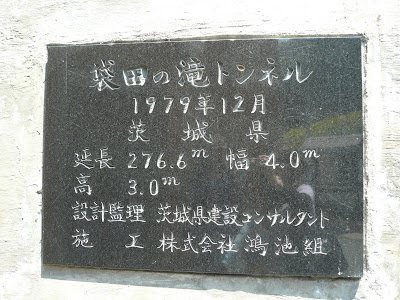 袋田の滝トンネル
1979年12月
茨城県
延長 276.6m 幅 4.0m
高 3.0m
設計監理 茨城県建設コンサルタント
施工 株式会社 鴻池組